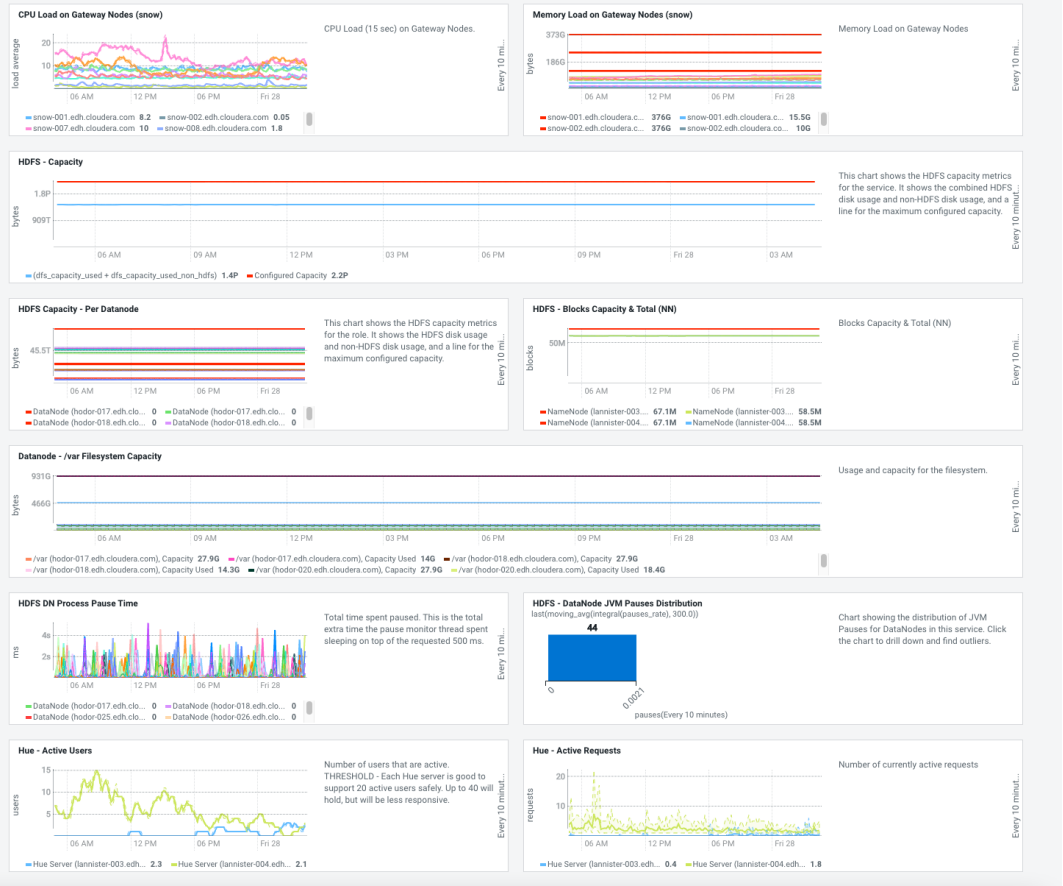 CPU Load on Gateway Nodes (snow)
load average
20
10
06 AM 12 PM 06 PM Fri 28
snow-001.edh.cloudera.com 8.2 snow-002.edh.cloudera.com 0.05
snow-007.edh.cloudera.com 10 snow-008.edh.cloudera.com 1.8
CPU Load (15 sec) on Gateway Nodes.
Every 10 mi...
Memory Load on Gateway Nodes (snow)
bytes
373G
186G
06 AM 12 PM 06 PM Fri 28
snow-001.edh.cloudera.c... 376G snow-001.edh.cloudera.c... 15.5G
snow-002.edh.cloudera.c... 376G snow-002.edh.cloudera.co... 10G
Memory Load on Gateway Nodes
Every 10 mi...
HDFS - Capacity
bytes
1.8P
909T
06 AM 09 AM 12 PM 03 PM 06 PM 09 PM Fri 28 03 AM
(dfs_capacity_used + dfs_capacity_used_non_hdfs) 1.4P Configured Capacity 2.2P
This chart shows the HDFS capacity metrics
for the service. It shows the combined HDFS
disk usage and non-HDFS disk usage, and a
line for the maximum configured capacity.
Every 10 minut...
HDFS Capacity - Per Datanode
bytes
45.5T
06 AM 12 PM 06 PM Fri 28
DataNode (hodor-017.edh.clo... 0 DataNode (hodor-017.edh.clo... 0
DataNode (hodor-018.edh.clo... 0 DataNode (hodor-018.edh.clo... 0
This chart shows the HDFS capacity metrics
for the role. It shows the HDFS disk usage
and non-HDFS disk usage, and a line for the
maximum configured capacity.
Every 10 mi...
HDFS - Blocks Capacity & Total (NN)
blocks
50M
06 AM 12 PM 06 PM Fri 28
NameNode (lannister-003.... 67.1M NameNode (lannister-003.... 58.5M
NameNode (lannister-004.... 67.1M NameNode (lannister-004.... 58.5M
Blocks Capacity & Total (NN)
Every 10 mi...
Datanode - /var Filesystem Capacity
bytes
931G
466G
06 AM 09 AM 12 PM 03 PM 06 PM 09 PM Fri 28 03 AM
/var (hodor-017.edh.cloudera.com), Capacity 27.9G /var (hodor-017.edh.cloudera.com), Capacity Used 14G /var (hodor-018.edh.cloudera.com), Capacity 27.9G
/var (hodor-018.edh.cloudera.com), Capacity Used 14.3G /var (hodor-020.edh.cloudera.com), Capacity 27.9G /var (hodor-020.edh.cloudera.com), Capacity Used 18.4G
Usage and capacity for the filesystem.
Every 10 mi...
HDFS DN Process Pause Time
ms
4s
2s
06 AM 12 PM 06 PM Fri 28
DataNode (hodor-017.edh.clo... 0 DataNode (hodor-018.edh.clo... 0
DataNode (hodor-025.edh.clo... 0 DataNode (hodor-026.edh.clo... 0
Total time spent paused. This is the total
extra time the pause monitor thread spent
sleeping on top of the requested 500 ms.
Every 10 mi...
HDFS - DataNode JVM Pauses Distribution
last(moving_avg(integral(pauses_rate), 300.0))
44
0 0.0021
pauses(Every 10 minutes)
Chart showing the distribution of JVM
Pauses for DataNodes in this service. Click
the chart to drill down and find outliers.
Hue - Active Users
users
15
10
5
06 AM 12 PM 06 PM Fri 28
Hue Server (lannister-003.edh... 2.3 Hue Server (lannister-004.edh... 2.1
Number of users that are active.
THRESHOLD - Each Hue server is good to
support 20 active users safely. Up to 40 will
hold, but will be less responsive.
Every 10 minut...
Hue - Active Requests
requests
20
10
06 AM 12 PM 06 PM Fri 28
Hue Server (lannister-003.edh... 0.4 Hue Server (lannister-004.edh... 1.8
Number of currently active requests
Every 10 minut...